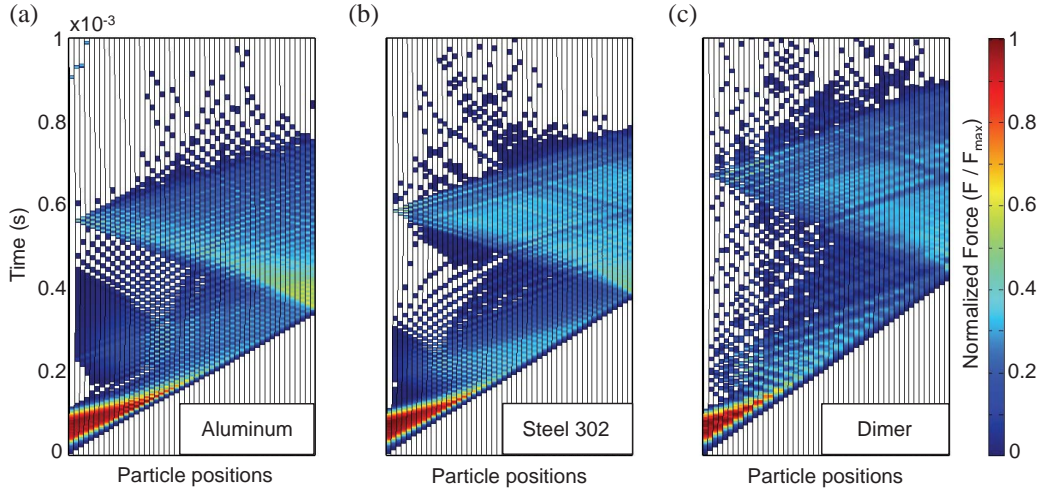 (a)
(b)
(c)
x10-3
1
0.8
0.6
0.4
0.2
0
Time (s)
Aluminum
Steel 302
Dimer
Particle positions
Particle positions
Particle positions
1
0.8
0.6
0.4
0.2
0
Normalized Force (F / Fmax)